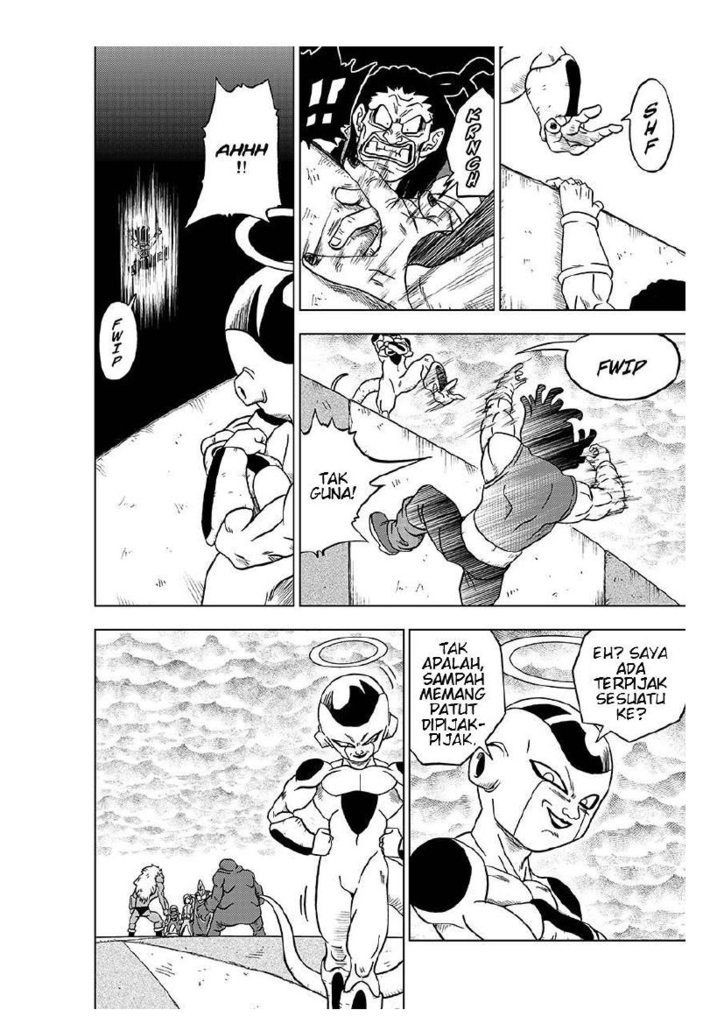 SHF
KRNCH
!!
AHHH
!!
FWIP
FWIP
TAK
GUNA!
EH? SAYA
ADA
TERPIJAK
SESUATU
KE?
TAK
APALAH,
SAMPAH
MEMANG
PATUT
DIPIJAK-
PIJAK.